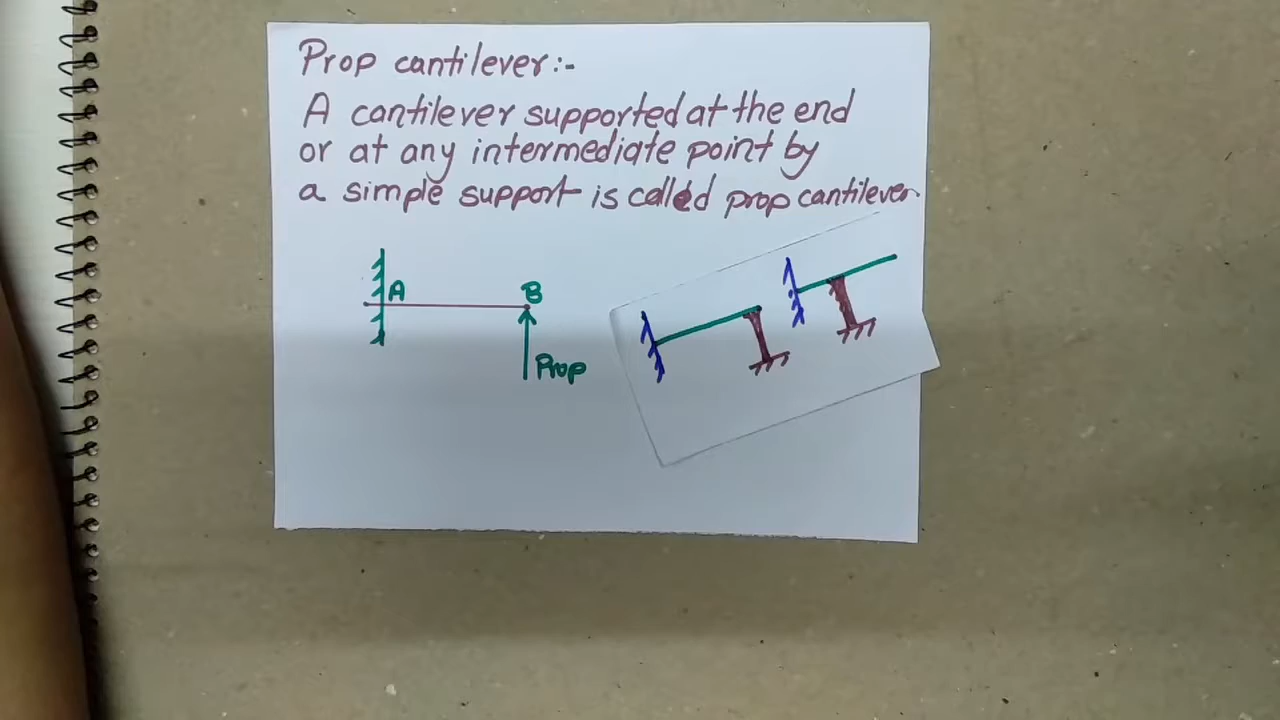 Prop cantilever:-
A cantilever supported at the end
or at any intermediate point by
a simple support is called prop cantilever
A
B
Prop